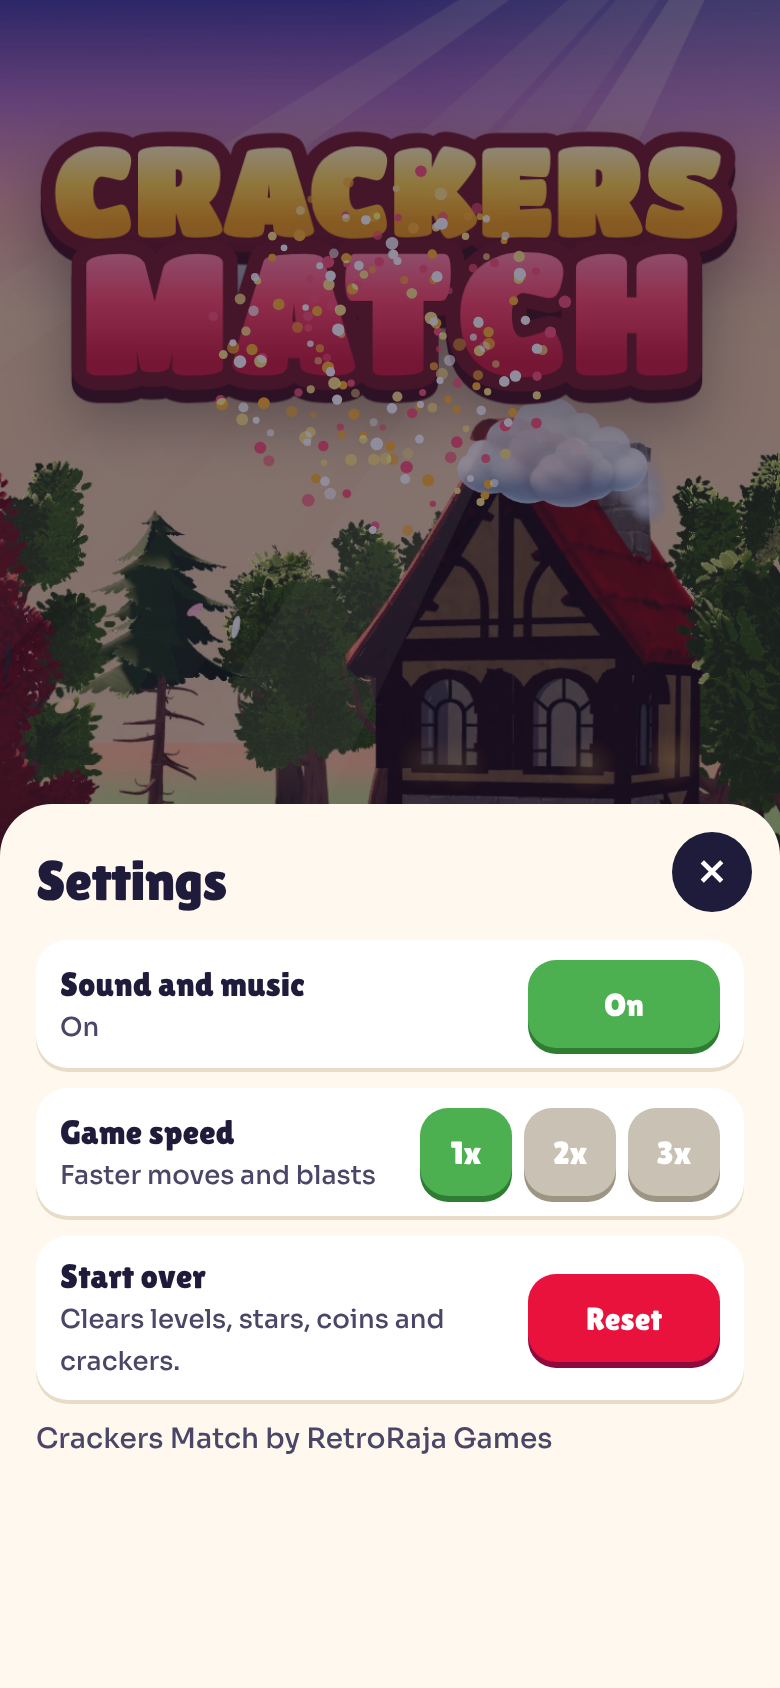 CRACKERS
MATCH
Settings
Sound and music
On
On
Game speed
Faster moves and blasts
1x
2x
3x
Start over
Clears levels, stars, coins and
crackers.
Reset
Crackers Match by RetroRaja Games